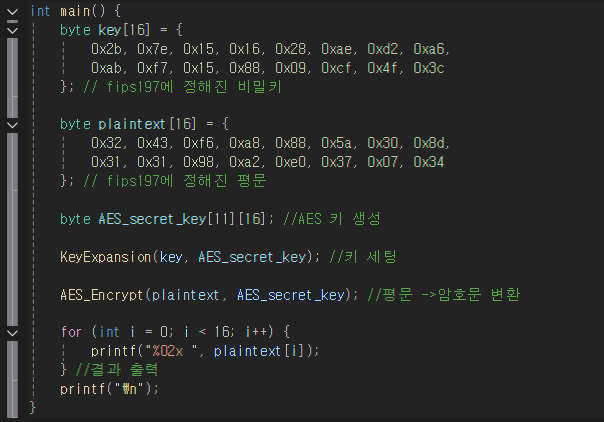 int main() {
byte key[16] = {
0x2b, 0x7e, 0x15, 0x16, 0x28, 0xae, 0xd2, 0xa6,
0xab, 0xf7, 0x15, 0x88, 0x09, 0xcf, 0x4f, 0x3c
}; // fips197에 정해진 비밀키
byte plaintext[16] = {
0x32, 0x43, 0xf6, 0xa8, 0x88, 0x5a, 0x30, 0x8d,
0x31, 0x31, 0x98, 0xa2, 0xe0, 0x37, 0x07, 0x34
}; // fips197에 정해진 평문
byte AES_secret_key[11][16]; //AES 키 생성
KeyExpansion(key, AES_secret_key); //키 세팅
AES_Encrypt(plaintext, AES_secret_key); //평문 ->암호문 변환
for (int i = 0; i < 16; i++) {
printf("%02x ", plaintext[i]);
} //결과 출력
printf("₩n");
}